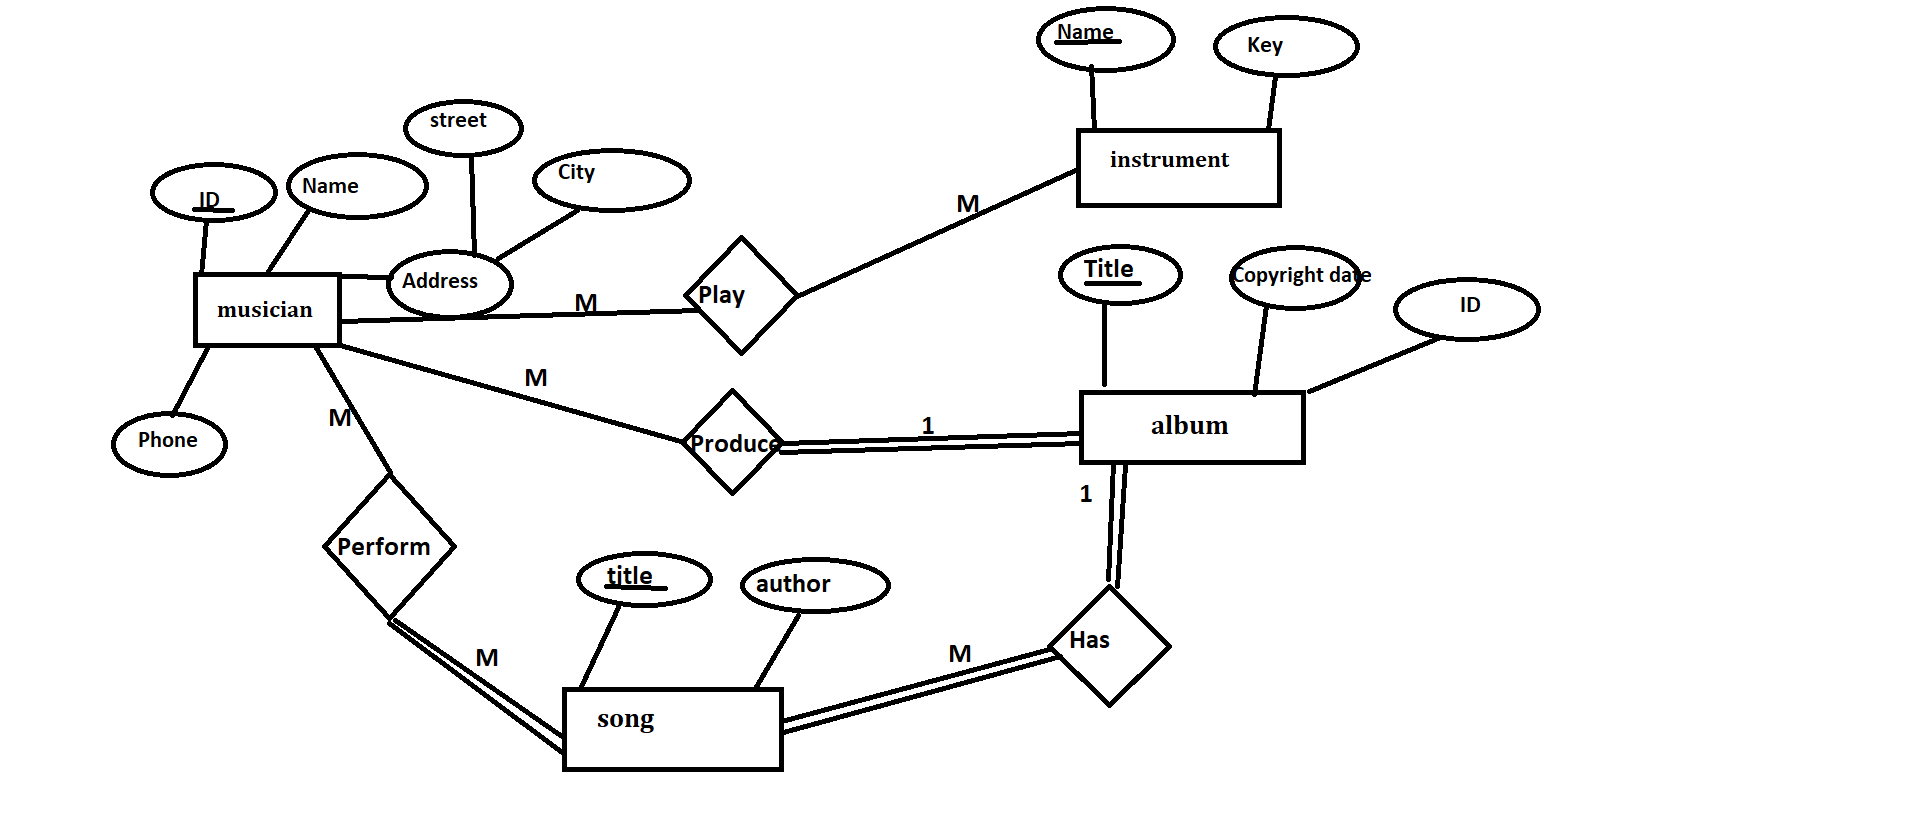 Name
Key
street
City
ID
Name
instrument
M
Address
musician
M
Play
Title
Copyright date
ID
M
M
Phone
Produce
1
album
1
Perform
title
author
M
M
Has
song